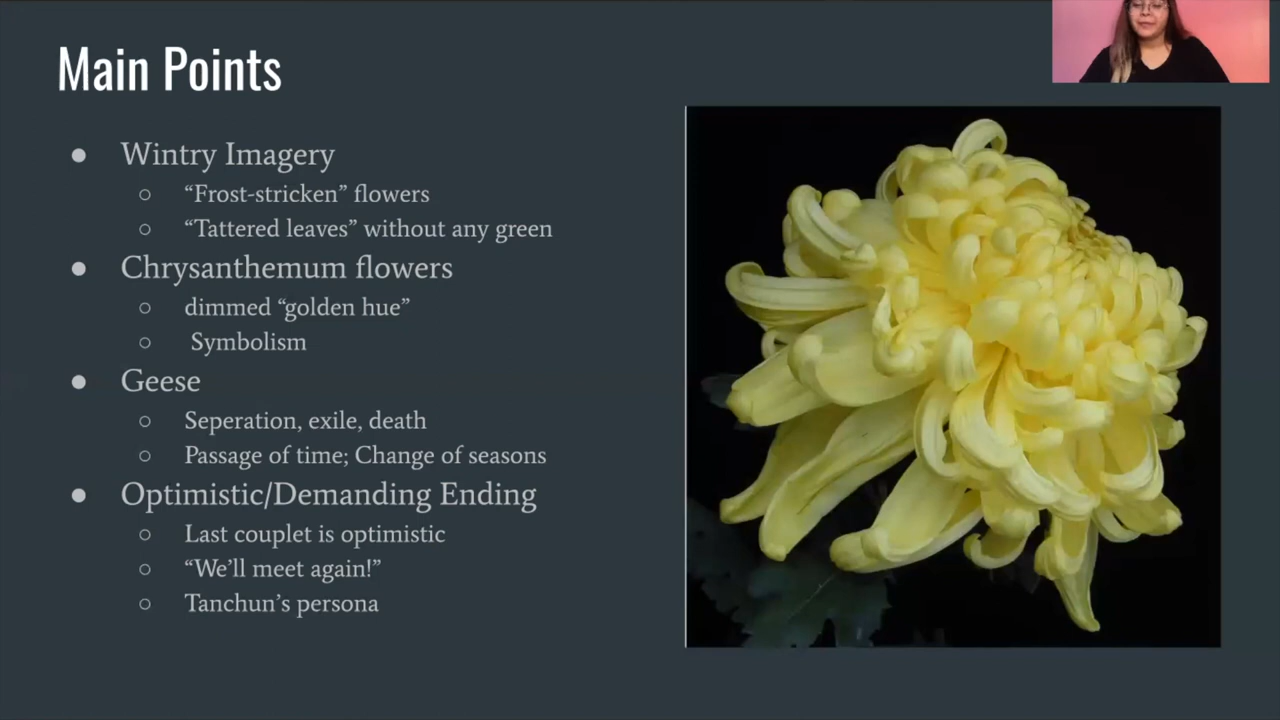 Main Points
● Wintry Imagery
○ “Frost-stricken” flowers
○ “Tattered leaves” without any green
● Chrysanthemum flowers
○ dimmed “golden hue”
○ Symbolism
● Geese
○ Seperation, exile, death
○ Passage of time; Change of seasons
● Optimistic/Demanding Ending
○ Last couplet is optimistic
○ “We’ll meet again!”
○ Tanchun’s persona